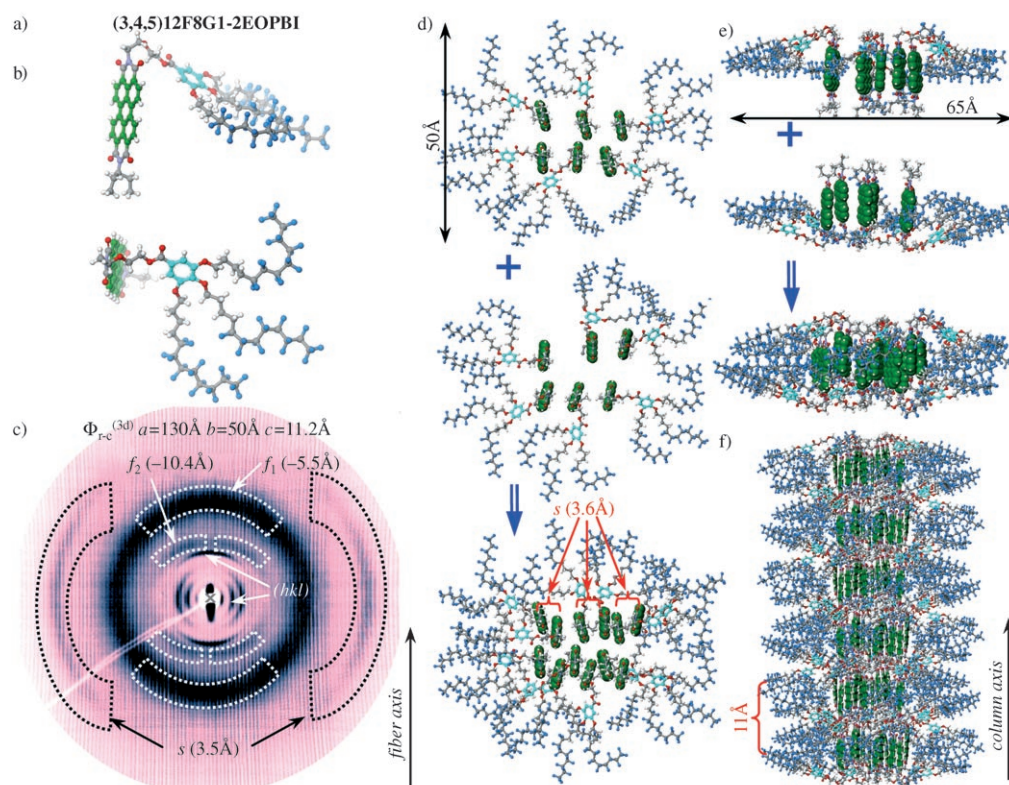 a)
(3,4,5)12F8G1-2EOPBI
b)
c)
Φr-c(3d) a=130Å b=50Å c=11.2Å
f2 (–10.4Å) f1 (–5.5Å)
(hkl)
s (3.5Å)
fiber axis
d)
50Å
+
s (3.6Å)
e)
65Å
+
f)
11Å
column axis